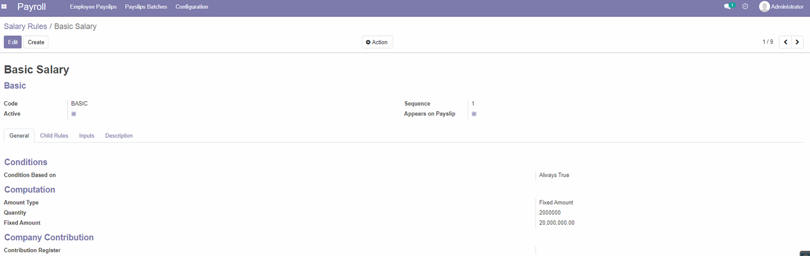 Payroll Employee Payslips Payslips Batches Configuration 1 Administrator
Salary Rules / Basic Salary
Edit Create Action 1 / 9
Basic Salary
Basic
Code BASIC Sequence 1
Active Appears on Payslip
General Child Rules Inputs Description
Conditions
Condition Based on Always True
Computation
Amount Type Fixed Amount
Quantity 2000000
Fixed Amount 20,000,000.00
Company Contribution
Contribution Register